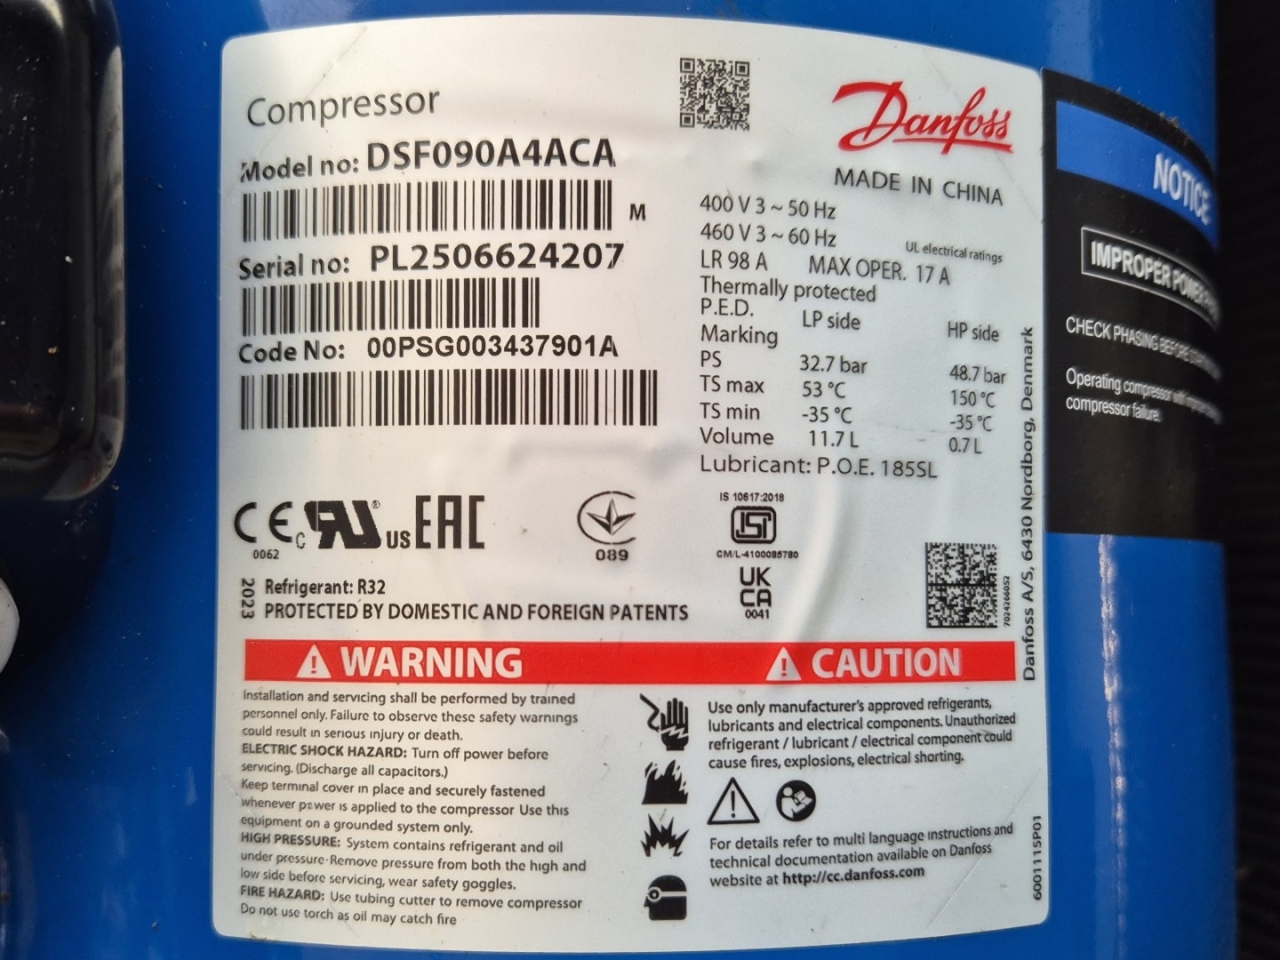 Compressor
Danfoss
MADE IN CHINA
Model no: DSF090A4ACA
M
Serial no: PL2506624207
Code No: 00PSG003437901A
400 V 3 ~ 50 Hz
460 V 3 ~ 60 Hz
UL electrical ratings
LR 98 A MAX OPER. 17 A
Thermally protected
P.E.D. LP side HP side
Marking
PS 32.7 bar 48.7 bar
TS max 53 °C 150 °C
TS min -35 °C -35 °C
Volume 11.7 L 0.7 L
Lubricant: P.O.E. 185SL
CE
0062
c RU ® us
EAC
089
IS 10617:2018
ISI
CM/L-4100085780
UK
CA
0041
2023
Refrigerant: R32
PROTECTED BY DOMESTIC AND FOREIGN PATENTS
7024266052
Danfoss A/S, 6430 Nordborg, Denmark
WARNING
Installation and servicing shall be performed by trained
personnel only. Failure to observe these safety warnings
could result in serious injury or death.
ELECTRIC SHOCK HAZARD: Turn off power before
servicing. (Discharge all capacitors.)
Keep terminal cover in place and securely fastened
whenever power is applied to the compressor Use this
equipment on a grounded system only.
HIGH PRESSURE: System contains refrigerant and oil
under pressure. Remove pressure from both the high and
low side before servicing, wear safety goggles.
FIRE HAZARD: Use tubing cutter to remove compressor
Do not use torch as oil may catch fire
CAUTION
Use only manufacturer's approved refrigerants,
lubricants and electrical components. Unauthorized
refrigerant / lubricant / electrical component could
cause fires, explosions, electrical shorting.
For details refer to multi language instructions and
technical documentation available on Danfoss
website at http://cc.danfoss.com
6001115P01
NOTICE
IMPROPER POWER
CHECK PHASING BEFORE
Operating compressor with
compressor failure.